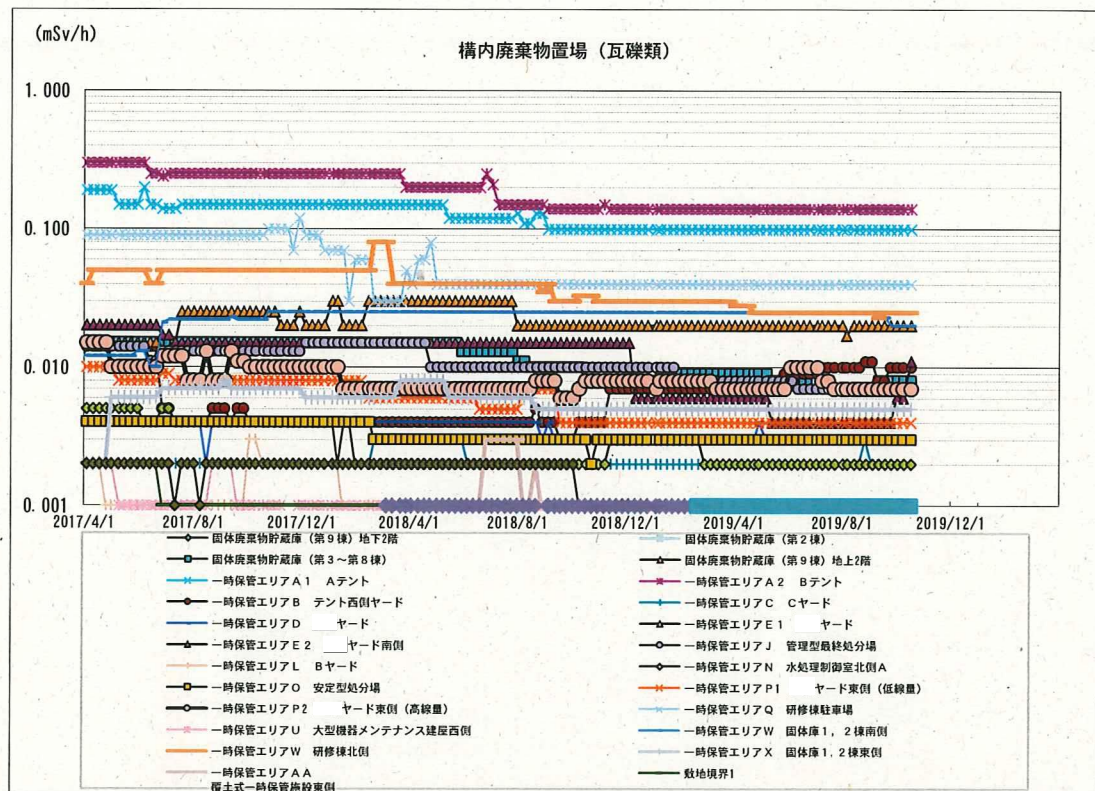 (mSv/h)
構内廃棄物置場（瓦礫類）
1.000
0.100
0.010
0.001
2017/4/1 2017/8/1 2017/12/1 2018/4/1 2018/8/1 2018/12/1 2019/4/1 2019/8/1 2019/12/1
固体廃棄物貯蔵庫（第9棟）地下2階 固体廃棄物貯蔵庫（第2棟）
固体廃棄物貯蔵庫（第3～第8棟） 固体廃棄物貯蔵庫（第9棟）地上2階
一時保管エリアA1 Aテント 一時保管エリアA2 Bテント
一時保管エリアB テント西側ヤード 一時保管エリアC Cヤード
一時保管エリアD ヤード 一時保管エリアE1 ヤード
一時保管エリアE2 ヤード南側 一時保管エリアJ 管理型最終処分場
一時保管エリアL Bヤード 一時保管エリアN 水処理制御室北側A
一時保管エリアO 安定型処分場 一時保管エリアP1 ヤード東側（低線量）
一時保管エリアP2 ヤード東側（高線量） 一時保管エリアQ 研修棟駐車場
一時保管エリアU 大型機器メンテナンス建屋西側 一時保管エリアW 固体庫1，2棟南側
一時保管エリアW 研修棟北側 一時保管エリアX 固体庫1，2棟東側
一時保管エリアAA 敷地境界1
覆土式一時保管施設東側